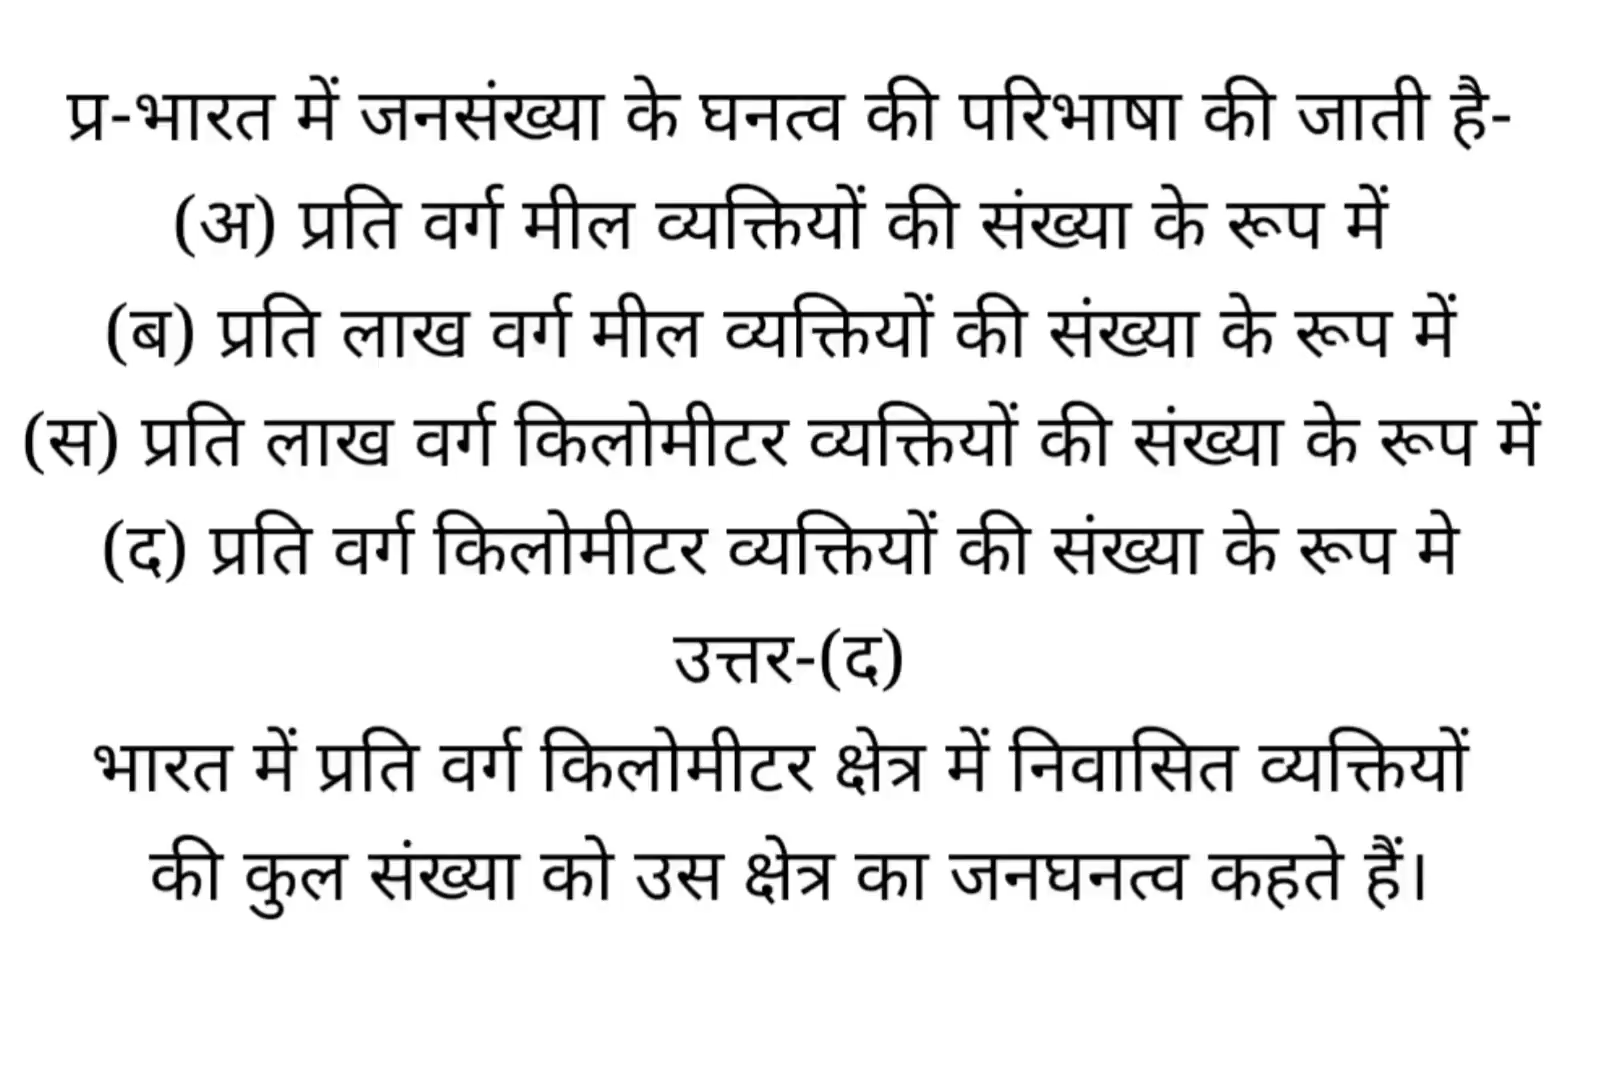 प्र-भारत में जनसंख्या के घनत्व की परिभाषा की जाती है-
(अ) प्रति वर्ग मील व्यक्तियों की संख्या के रूप में
(ब) प्रति लाख वर्ग मील व्यक्तियों की संख्या के रूप में
(स) प्रति लाख वर्ग किलोमीटर व्यक्तियों की संख्या के रूप में
(द) प्रति वर्ग किलोमीटर व्यक्तियों की संख्या के रूप मे
उत्तर-(द)
भारत में प्रति वर्ग किलोमीटर क्षेत्र में निवासित व्यक्तियों
की कुल संख्या को उस क्षेत्र का जनघनत्व कहते हैं।